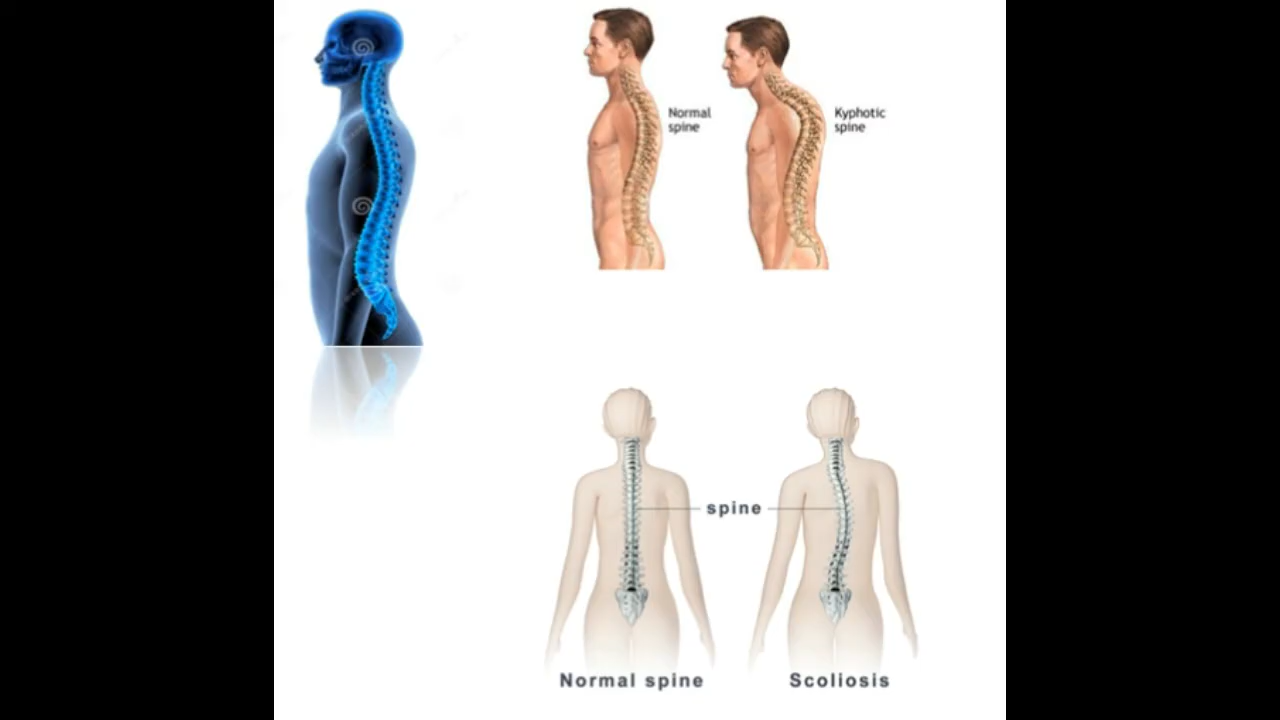 Normal
spine
Kyphotic
spine
spine
Normal spine
Scoliosis